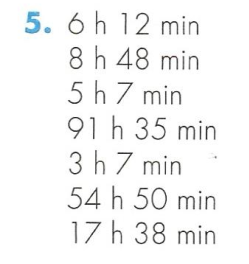 5. 6 h 12 min
8 h 48 min
5 h 7 min
91 h 35 min
3 h 7 min
54 h 50 min
17 h 38 min